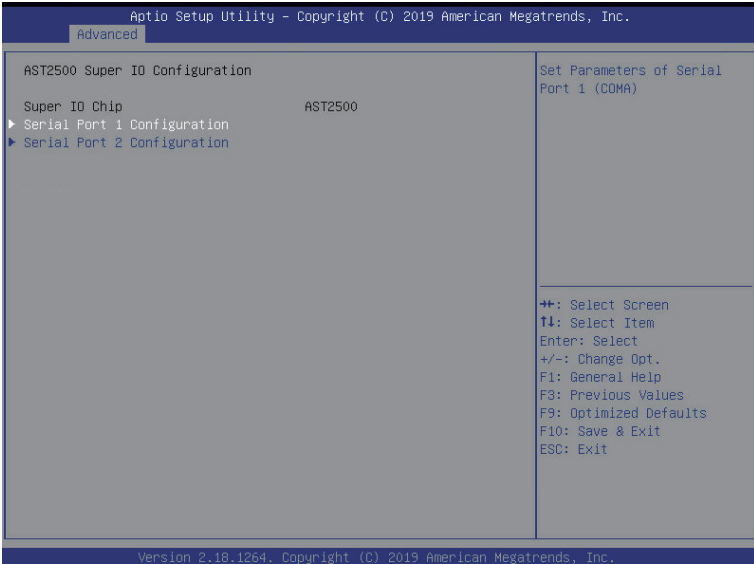 Aptio Setup Utility – Copyright (C) 2019 American Megatrends, Inc.
Advanced
AST2500 Super IO Configuration
Super IO Chip AST2500
Serial Port 1 Configuration
Serial Port 2 Configuration
Set Parameters of Serial
Port 1 (COMA)
→←: Select Screen
↑↓: Select Item
Enter: Select
+/-: Change Opt.
F1: General Help
F3: Previous Values
F9: Optimized Defaults
F10: Save & Exit
ESC: Exit
Version 2.18.1264. Copyright (C) 2019 American Megatrends, Inc.